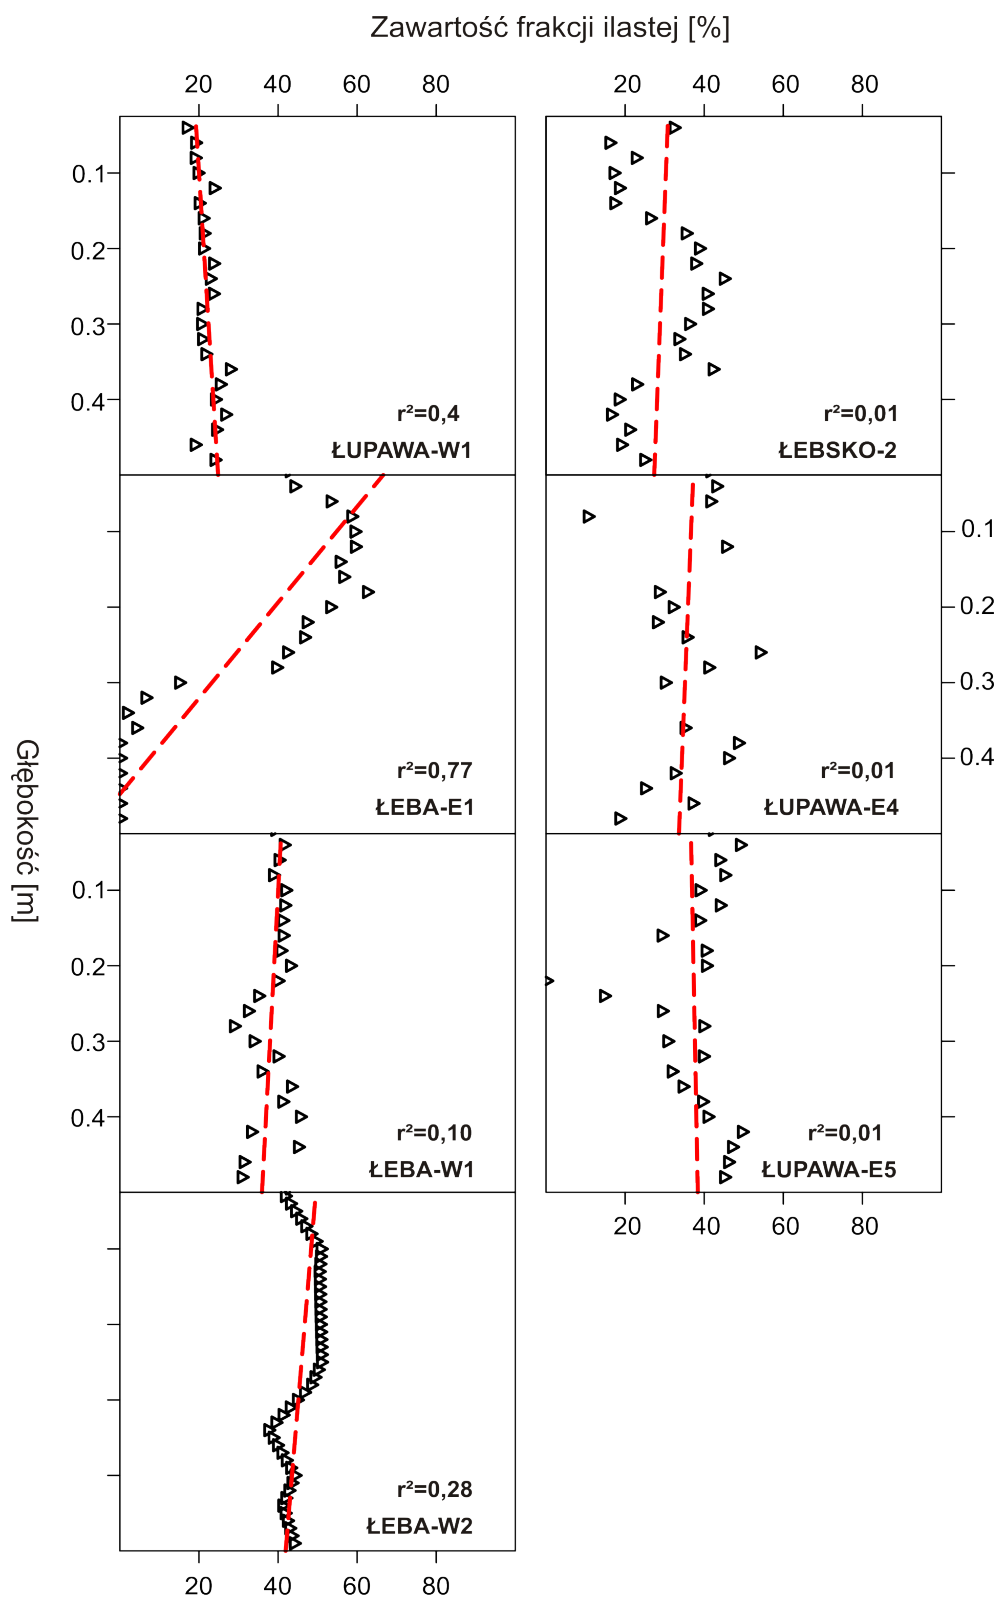 Zawartość frakcji ilastej [%]
20 40 60 80
20 40 60 80
0.1
0.2
0.3
0.4
r²=0,4
ŁUPAWA-W1
r²=0,01
ŁEBSKO-2
r²=0,77
ŁEBA-E1
0.1
0.2
0.3
0.4
r²=0,01
ŁUPAWA-E4
Głębokość [m]
0.1
0.2
0.3
0.4
r²=0,10
ŁEBA-W1
r²=0,01
ŁUPAWA-E5
20 40 60 80
r²=0,28
ŁEBA-W2
20 40 60 80